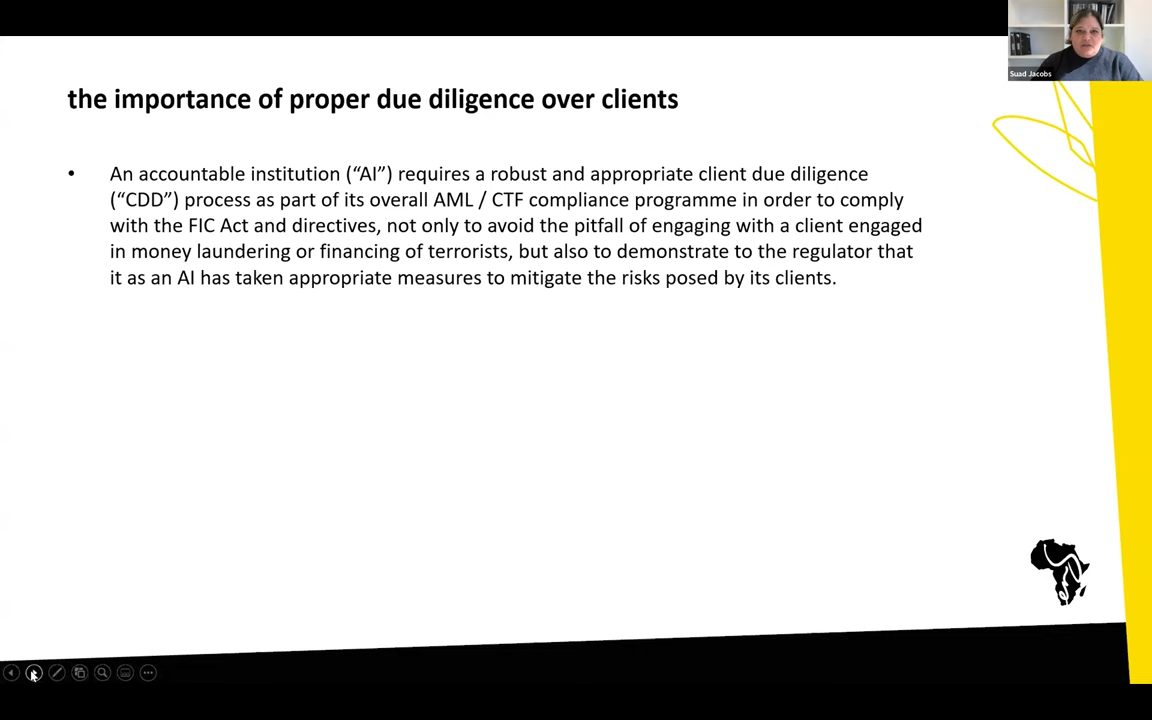 Suad Jacobs
the importance of proper due diligence over clients
• An accountable institution (“AI”) requires a robust and appropriate client due diligence
(“CDD”) process as part of its overall AML / CTF compliance programme in order to comply
with the FIC Act and directives, not only to avoid the pitfall of engaging with a client engaged
in money laundering or financing of terrorists, but also to demonstrate to the regulator that
it as an AI has taken appropriate measures to mitigate the risks posed by its clients.